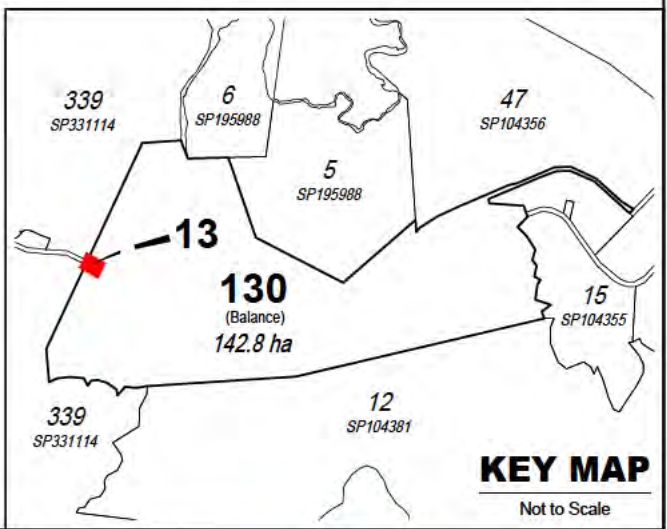 339
SP331114
6
SP195988
47
SP104356
5
SP195988
13
130
(Balance)
142.8 ha
15
SP104355
339
SP331114
12
SP104381
KEY MAP
Not to Scale